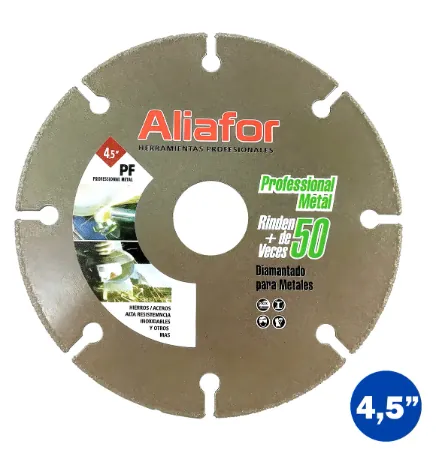 Aliafor
HERRAMIENTAS PROFESIONALES
4,5"
PF
PROFESSIONAL METAL
Professional
Metal
Rinden
+ de
Veces
50
Diamantado
para Metales
HIERROS / ACEROS
ALTA RESISTENCIA
INOXIDABLES
Y OTROS
MAS
4,5”